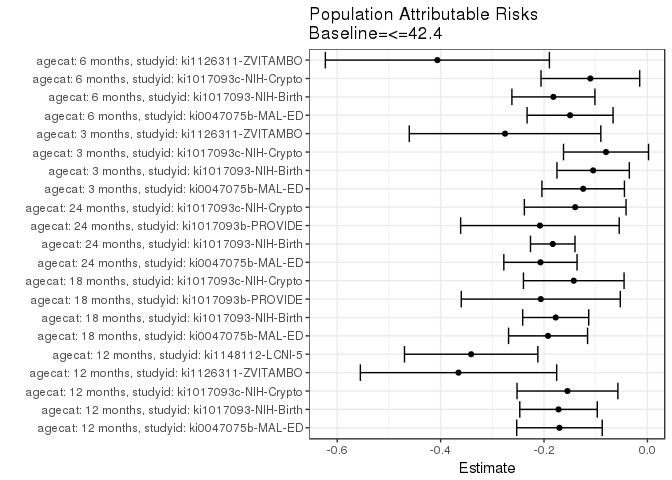 Population Attributable Risks
Baseline=<=42.4
agecat: 6 months, studyid: ki1126311-ZVITAMBO
agecat: 6 months, studyid: ki1017093c-NIH-Crypto
agecat: 6 months, studyid: ki1017093-NIH-Birth
agecat: 6 months, studyid: ki0047075b-MAL-ED
agecat: 3 months, studyid: ki1126311-ZVITAMBO
agecat: 3 months, studyid: ki1017093c-NIH-Crypto
agecat: 3 months, studyid: ki1017093-NIH-Birth
agecat: 3 months, studyid: ki0047075b-MAL-ED
agecat: 24 months, studyid: ki1017093c-NIH-Crypto
agecat: 24 months, studyid: ki1017093b-PROVIDE
agecat: 24 months, studyid: ki1017093-NIH-Birth
agecat: 24 months, studyid: ki0047075b-MAL-ED
agecat: 18 months, studyid: ki1017093c-NIH-Crypto
agecat: 18 months, studyid: ki1017093b-PROVIDE
agecat: 18 months, studyid: ki1017093-NIH-Birth
agecat: 18 months, studyid: ki0047075b-MAL-ED
agecat: 12 months, studyid: ki1148112-LCNI-5
agecat: 12 months, studyid: ki1126311-ZVITAMBO
agecat: 12 months, studyid: ki1017093c-NIH-Crypto
agecat: 12 months, studyid: ki1017093-NIH-Birth
agecat: 12 months, studyid: ki0047075b-MAL-ED
-0.6 -0.4 -0.2 0.0
Estimate